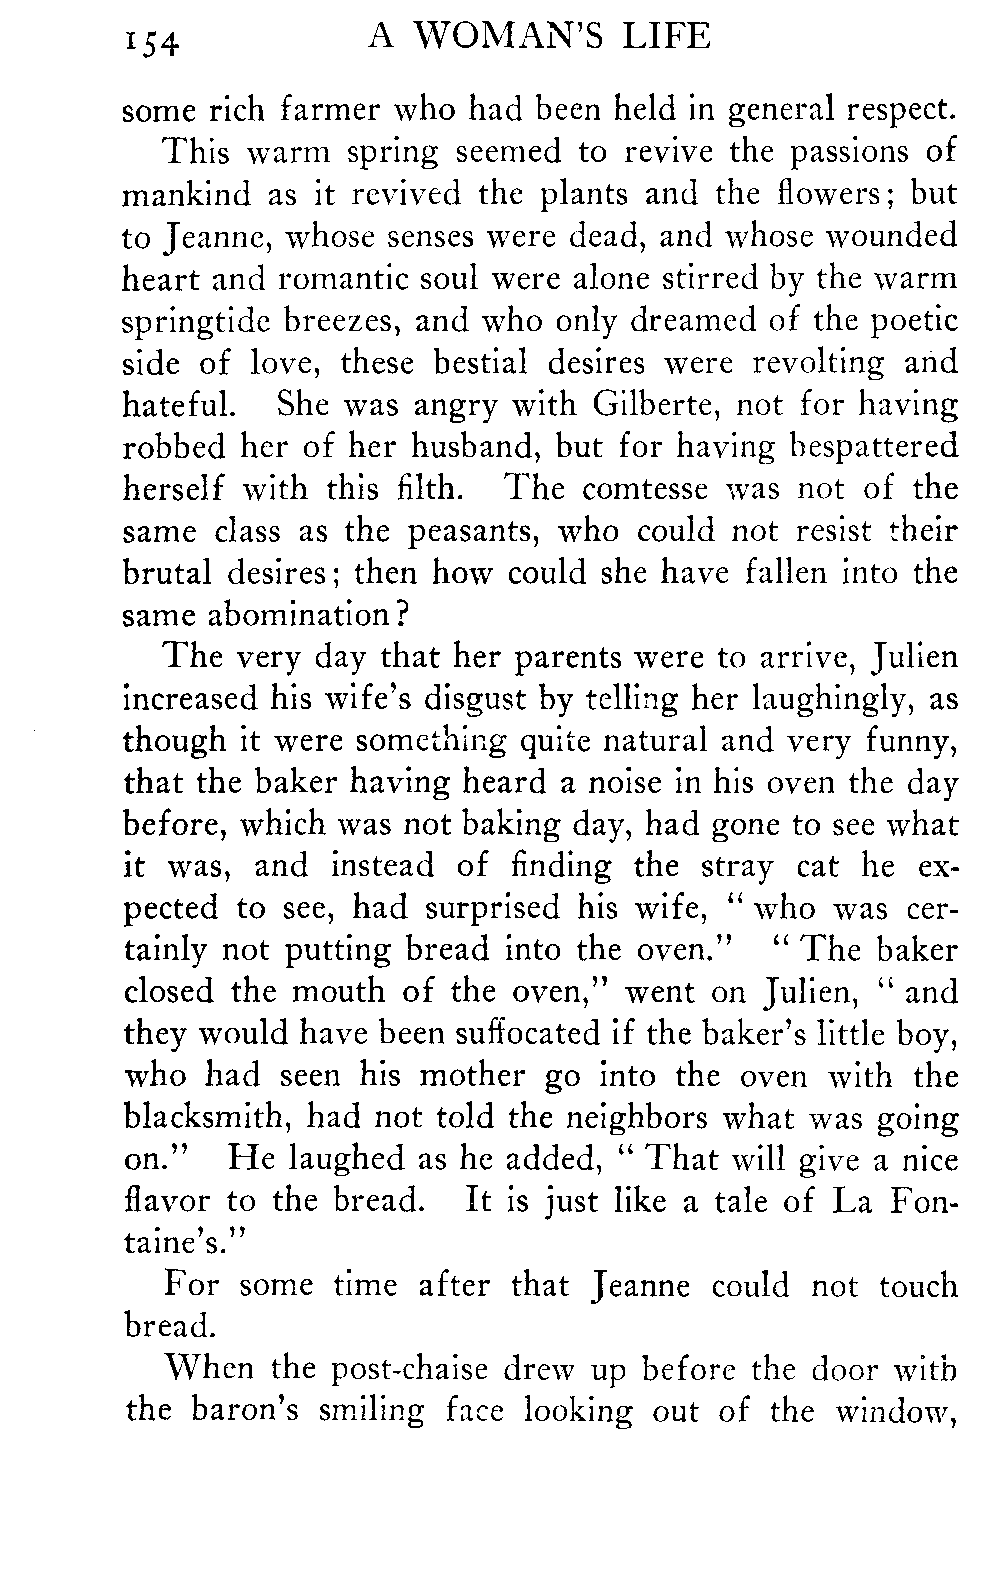 154 A WOMAN'S LIFE
some rich farmer who had been held in general respect.
This warm spring seemed to revive the passions of
mankind as it revived the plants and the flowers; but
to Jeanne, whose senses were dead, and whose wounded
heart and romantic soul were alone stirred by the warm
springtide breezes, and who only dreamed of the poetic
side of love, these bestial desires were revolting and
hateful. She was angry with Gilberte, not for having
robbed her of her husband, but for having bespattered
herself with this filth. The comtesse was not of the
same class as the peasants, who could not resist their
brutal desires; then how could she have fallen into the
same abomination?
The very day that her parents were to arrive, Julien
increased his wife's disgust by telling her laughingly, as
though it were something quite natural and very funny,
that the baker having heard a noise in his oven the day
before, which was not baking day, had gone to see what
it was, and instead of finding the stray cat he ex-
pected to see, had surprised his wife, "who was cer-
tainly not putting bread into the oven." "The baker
closed the mouth of the oven," went on Julien, "and
they would have been suffocated if the baker's little boy,
who had seen his mother go into the oven with the
blacksmith, had not told the neighbors what was going
on." He laughed as he added, "That will give a nice
flavor to the bread. It is just like a tale of La Fon-
taine's."
For some time after that Jeanne could not touch
bread.
When the post-chaise drew up before the door with
the baron's smiling face looking out of the window,